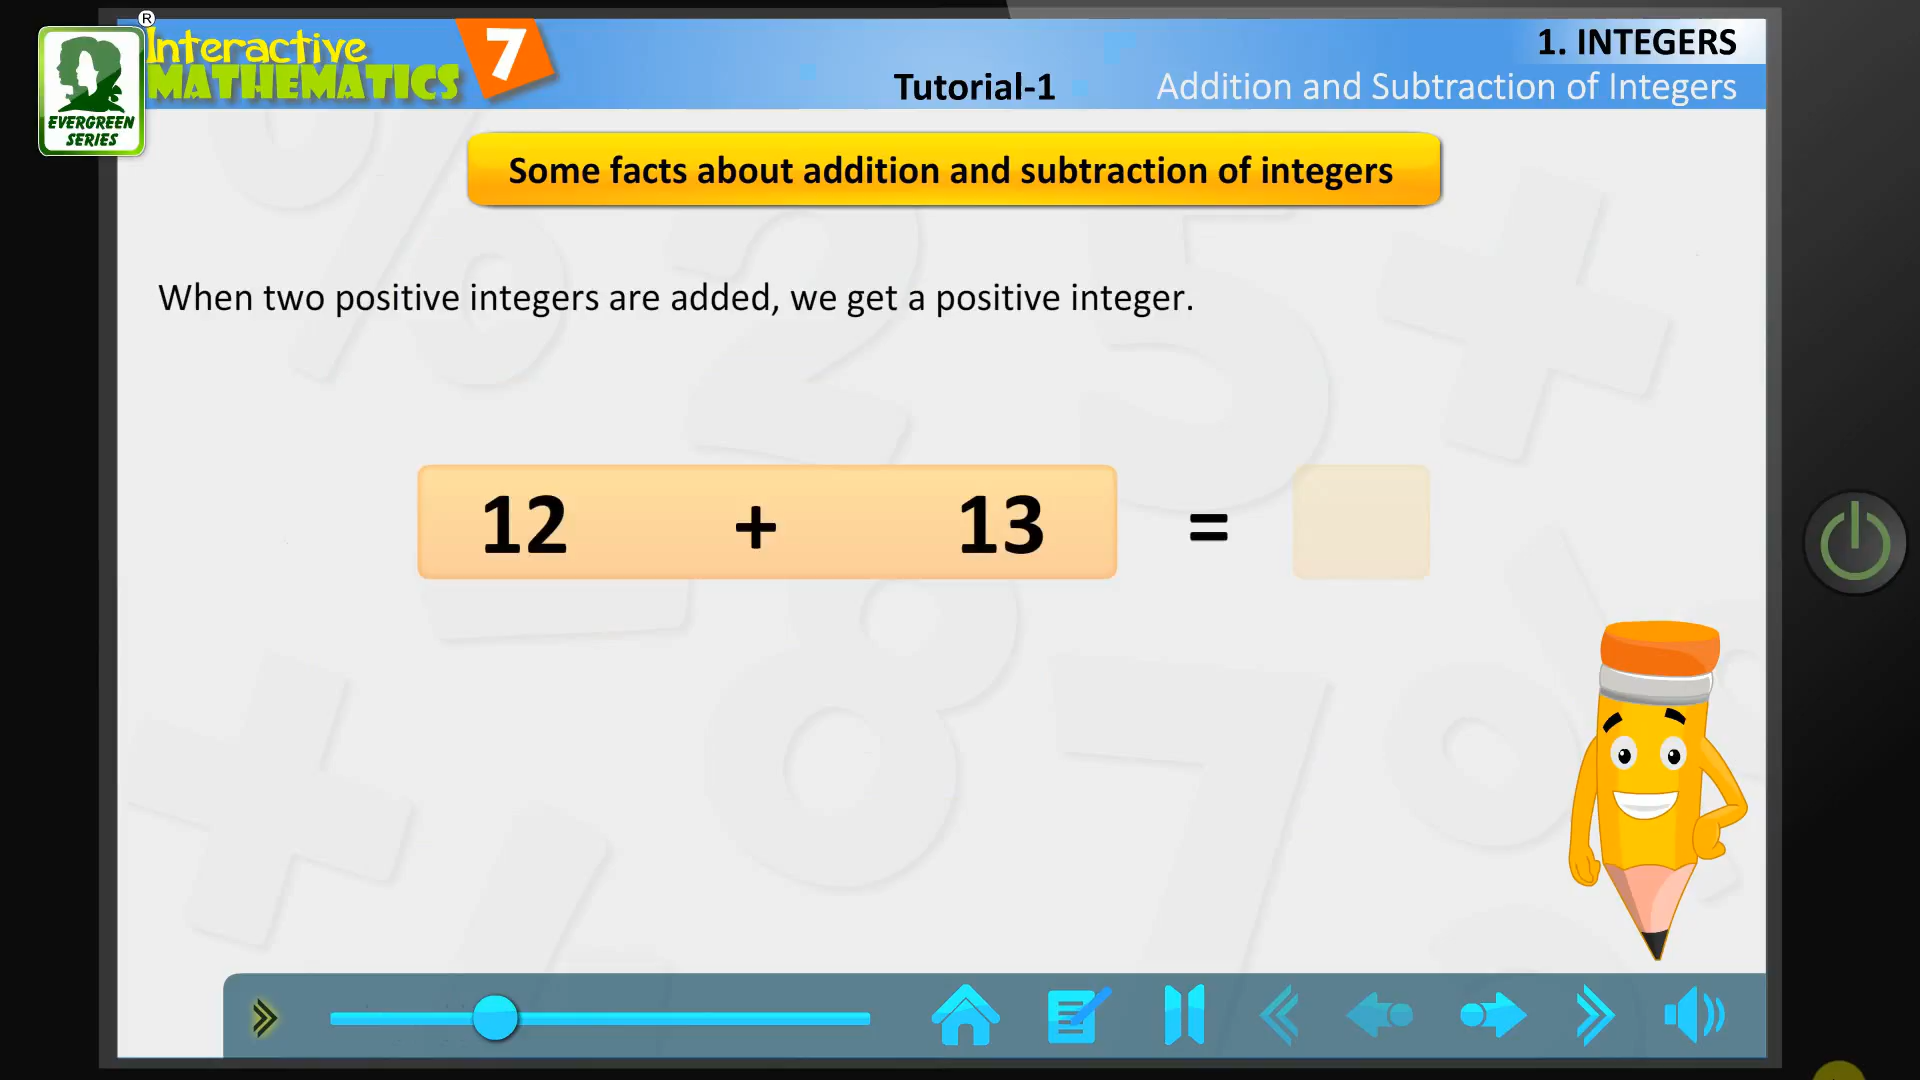 ®
Interactive
MATHEMATICS
7
EVERGREEN
SERIES
1. INTEGERS
Tutorial-1
Addition and Subtraction of Integers
Some facts about addition and subtraction of integers
When two positive integers are added, we get a positive integer.
12 + 13 =